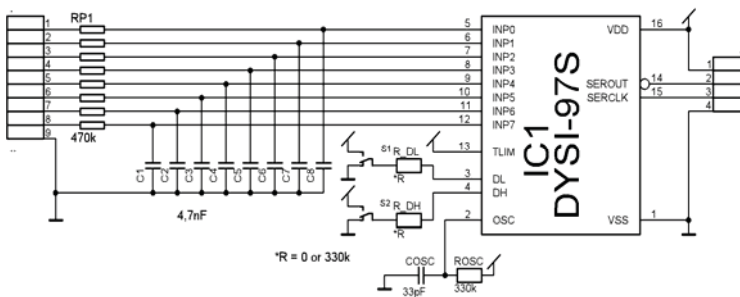 RP1
1
2
3
4
5
6
7
8
9
470k
C1
C2
C3
C4
C5
C6
C7
C8
4,7nF
5 INP0
6 INP1
7 INP2
8 INP3
9 INP4
10 INP5
11 INP6
12 INP7
13 TLIM
3 DL
4 DH
2 OSC
IC1
DYSI-97S
VDD 16
SEROUT 14
SERCLK 15
VSS 1
1
2
3
4
S1 R_DL
*R
S2 R_DH
*R
*R = 0 or 330k
COSC
33pF
ROSC
330k